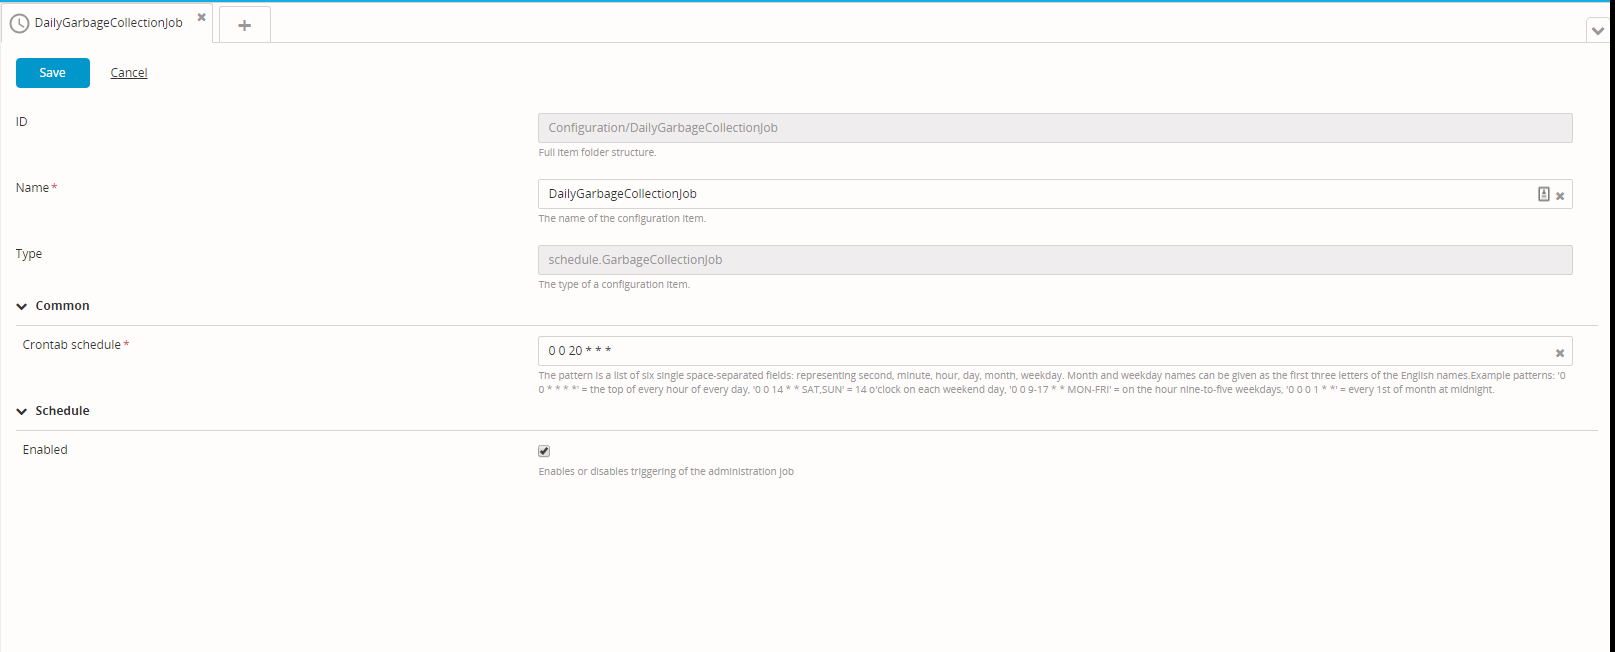 DailyGarbageCollectionJob
Save Cancel
ID
Configuration/DailyGarbageCollectionJob
Full item folder structure.
Name*
DailyGarbageCollectionJob
The name of the configuration item.
Type
schedule.GarbageCollectionJob
The type of a configuration item.
Common
Crontab schedule*
0 0 20 * * *
The pattern is a list of six single space-separated fields: representing second, minute, hour, day, month, weekday. Month and weekday names can be given as the first three letters of the English names.Example patterns: '0
0 * * * *' = the top of every hour of every day, '0 0 14 * * SAT,SUN' = 14 o'clock on each weekend day, '0 0 9-17 * * MON-FRI' = on the hour nine-to-five weekdays, '0 0 0 1 * *' = every 1st of month at midnight.
Schedule
Enabled
Enables or disables triggering of the administration job